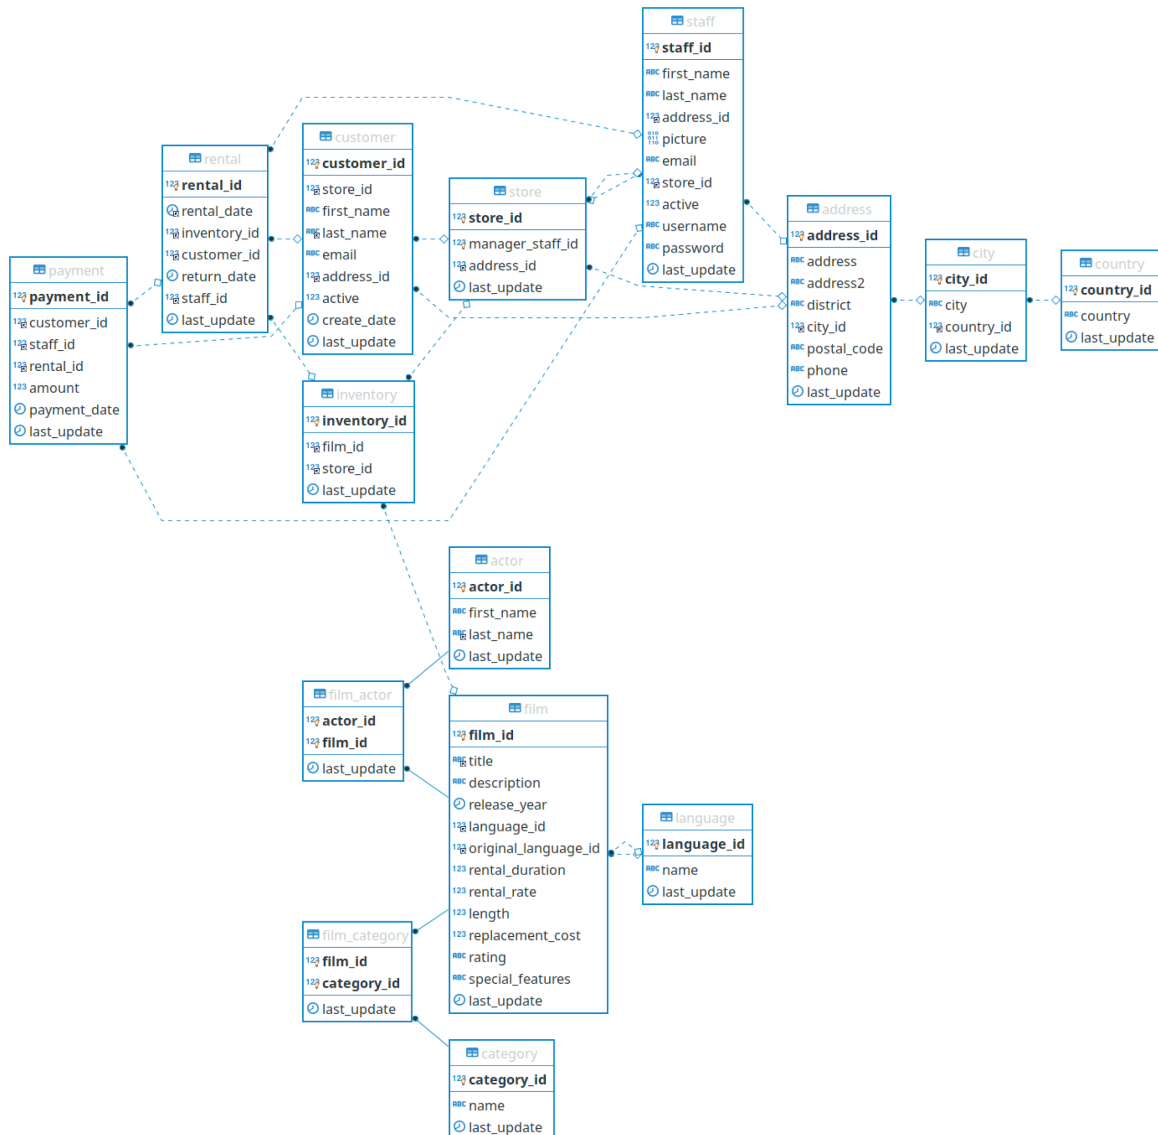 staff
staff_id
first_name
last_name
address_id
picture
email
store_id
active
username
password
last_update
customer
customer_id
store_id
first_name
last_name
email
address_id
active
create_date
last_update
rental
rental_id
rental_date
inventory_id
customer_id
return_date
staff_id
last_update
store
store_id
manager_staff_id
address_id
last_update
address
address_id
address
address2
district
city_id
postal_code
phone
last_update
city
city_id
city
country_id
last_update
country
country_id
country
last_update
payment
payment_id
customer_id
staff_id
rental_id
amount
payment_date
last_update
inventory
inventory_id
film_id
store_id
last_update
actor
actor_id
first_name
last_name
last_update
film_actor
actor_id
film_id
last_update
film
film_id
title
description
release_year
language_id
original_language_id
rental_duration
rental_rate
length
replacement_cost
rating
special_features
last_update
language
language_id
name
last_update
film_category
film_id
category_id
last_update
category
category_id
name
last_update